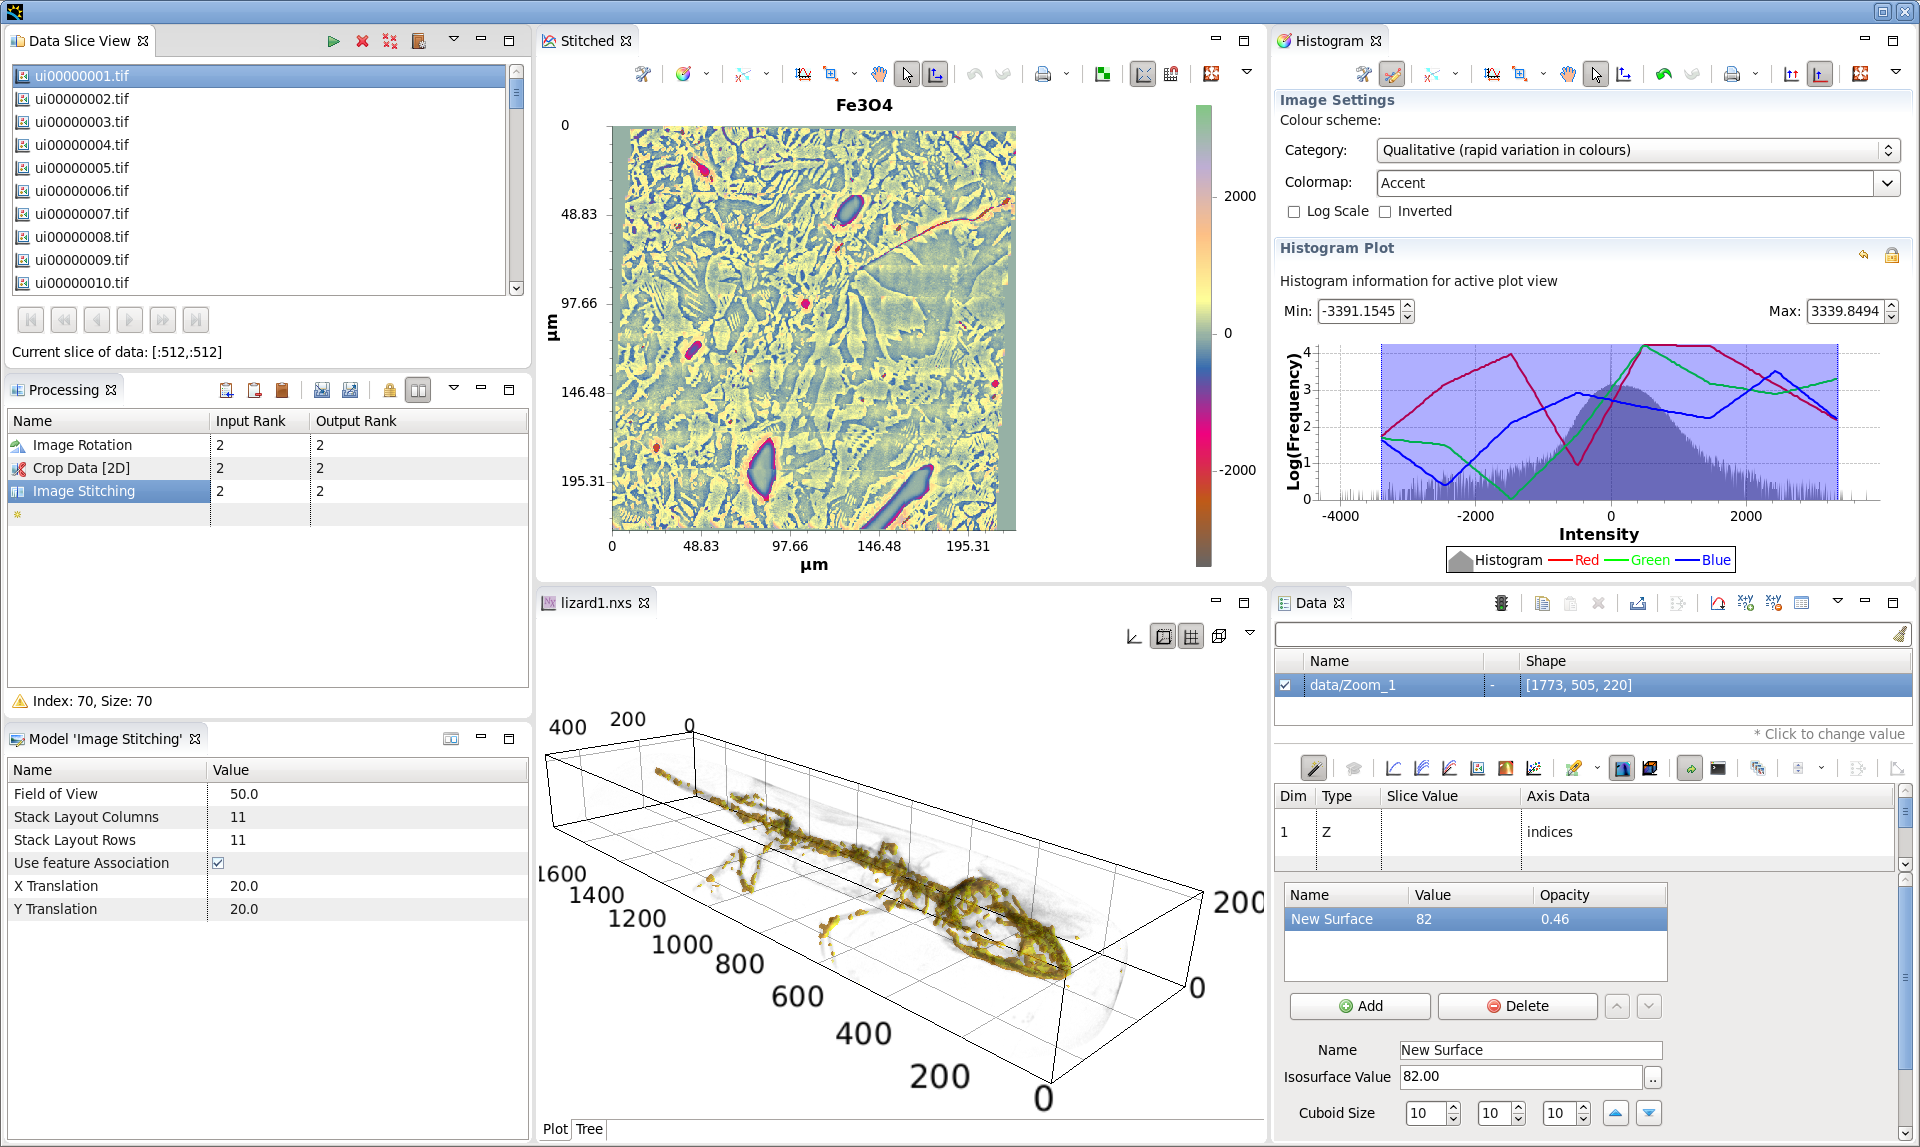 Data Slice View
ui00000001.tif
ui00000002.tif
ui00000003.tif
ui00000004.tif
ui00000005.tif
ui00000006.tif
ui00000007.tif
ui00000008.tif
ui00000009.tif
ui00000010.tif
Current slice of data: [:512,:512]
Processing
Name Input Rank Output Rank
Image Rotation 2 2
Crop Data [2D] 2 2
Image Stitching 2 2
Index: 70, Size: 70
Model 'Image Stitching'
Name Value
Field of View 50.0
Stack Layout Columns 11
Stack Layout Rows 11
Use feature Association
X Translation 20.0
Y Translation 20.0
Stitched
Fe3O4
0
48.83
97.66
146.48
195.31
µm
0 48.83 97.66 146.48 195.31
µm
2000
0
-2000
lizard1.nxs
400 200 0
1600
1400
1200
1000
800
600
400
200
0
200
0
Plot Tree
Histogram
Image Settings
Colour scheme:
Category: Qualitative (rapid variation in colours)
Colormap: Accent
Log Scale Inverted
Histogram Plot
Histogram information for active plot view
Min: -3391.1545 Max: 3339.8494
Log(Frequency)
4
3
2
1
0
-4000 -2000 0 2000
Intensity
Histogram Red Green Blue
Data
Name Shape
data/Zoom_1 - [1773, 505, 220]
* Click to change value
Dim Type Slice Value Axis Data
1 Z indices
Name Value Opacity
New Surface 82 0.46
Add Delete
Name New Surface
Isosurface Value 82.00 ..
Cuboid Size 10 10 10